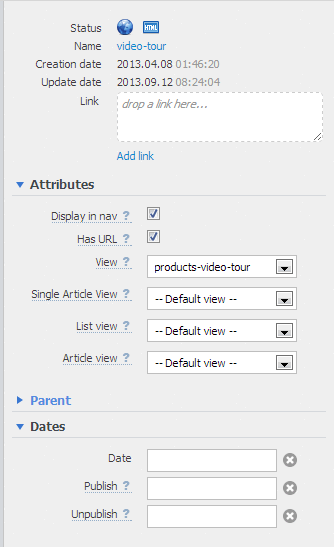 Status HTML
Name video-tour
Creation date 2013.04.08 01:46:20
Update date 2013.09.12 08:24:04
Link drop a link here...
Add link
Attributes
Display in nav ?
Has URL ?
View ? products-video-tour
Single Article View ? -- Default view --
List view ? -- Default view --
Article view ? -- Default view --
Parent
Dates
Date
Publish ?
Unpublish ?